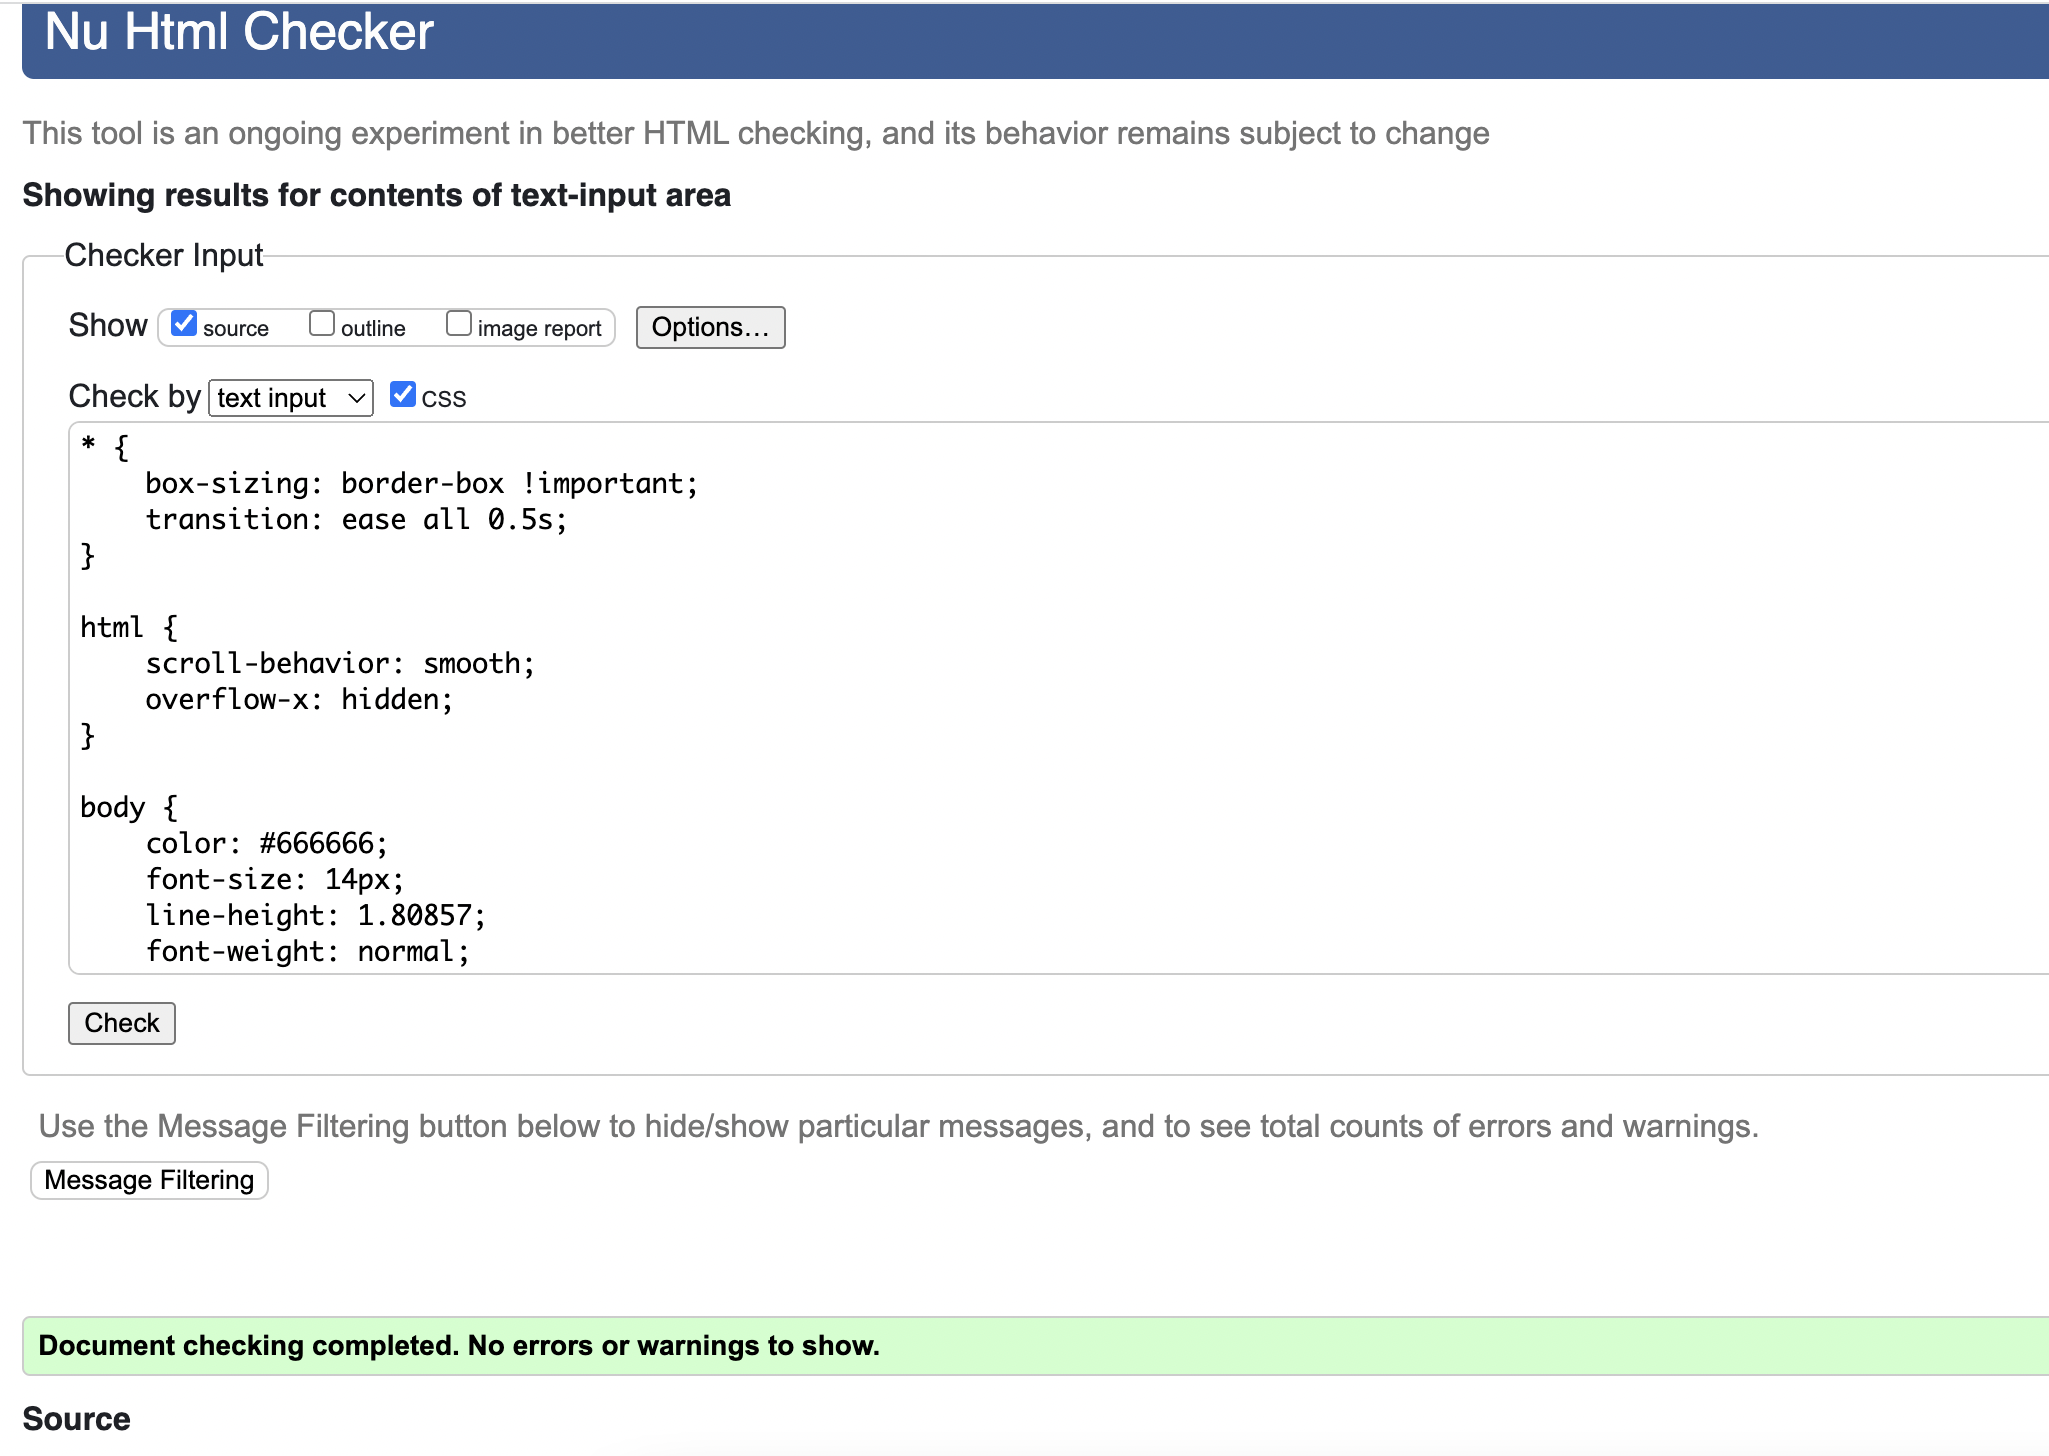 Nu Html Checker
This tool is an ongoing experiment in better HTML checking, and its behavior remains subject to change
Showing results for contents of text-input area
Checker Input
Show source outline image report Options...
Check by text input CSS
* {
    box-sizing: border-box !important;
    transition: ease all 0.5s;
}

html {
    scroll-behavior: smooth;
    overflow-x: hidden;
}

body {
    color: #666666;
    font-size: 14px;
    line-height: 1.80857;
    font-weight: normal;
Check
Use the Message Filtering button below to hide/show particular messages, and to see total counts of errors and warnings.
Message Filtering
Document checking completed. No errors or warnings to show.
Source